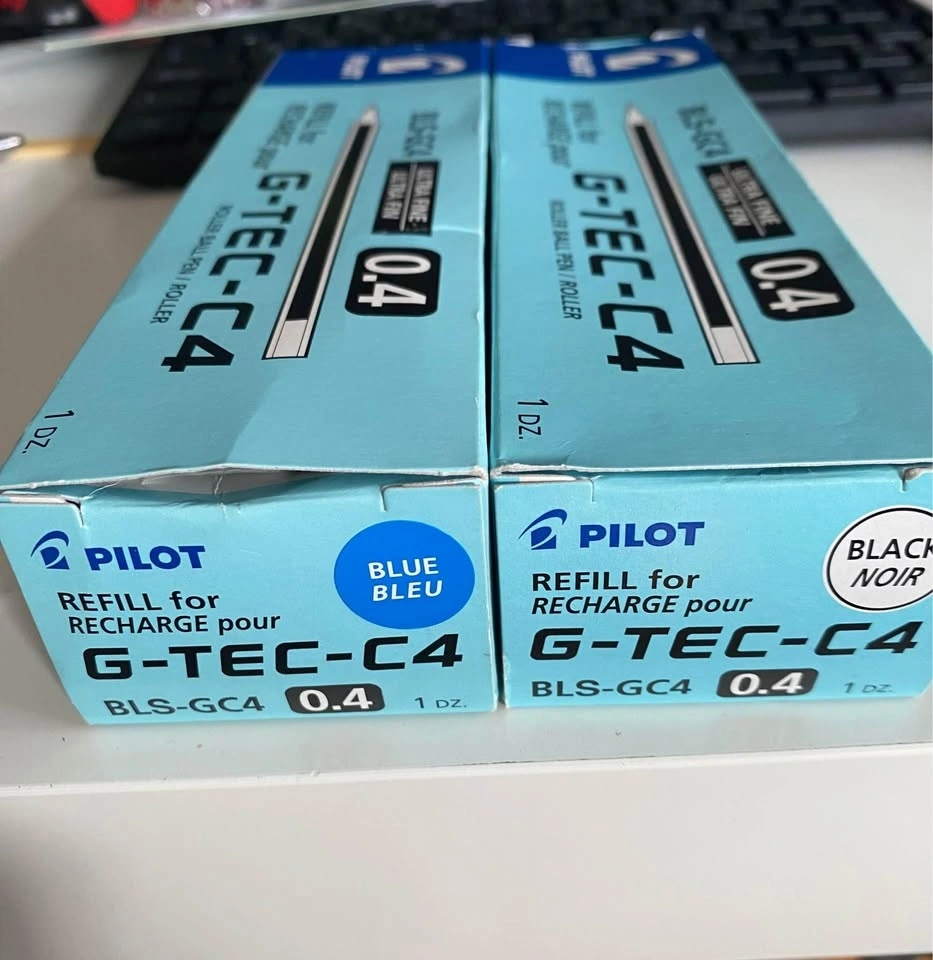 PILOT
REFILL for
RECHARGE pour
G-TEC-C4
ROLLER BALL PEN / ROLLER
BLS-GC4
ULTRA FINE
ULTRA FIN
0.4
1 DZ.
PILOT
REFILL for
RECHARGE pour
G-TEC-C4
ROLLER BALL PEN / ROLLER
BLS-GC4
ULTRA FINE
ULTRA FIN
0.4
1 DZ.
PILOT
BLUE
BLEU
REFILL for
RECHARGE pour
G-TEC-C4
BLS-GC4 0.4 1 DZ.
PILOT
BLACK
NOIR
REFILL for
RECHARGE pour
G-TEC-C4
BLS-GC4 0.4 1 DZ.